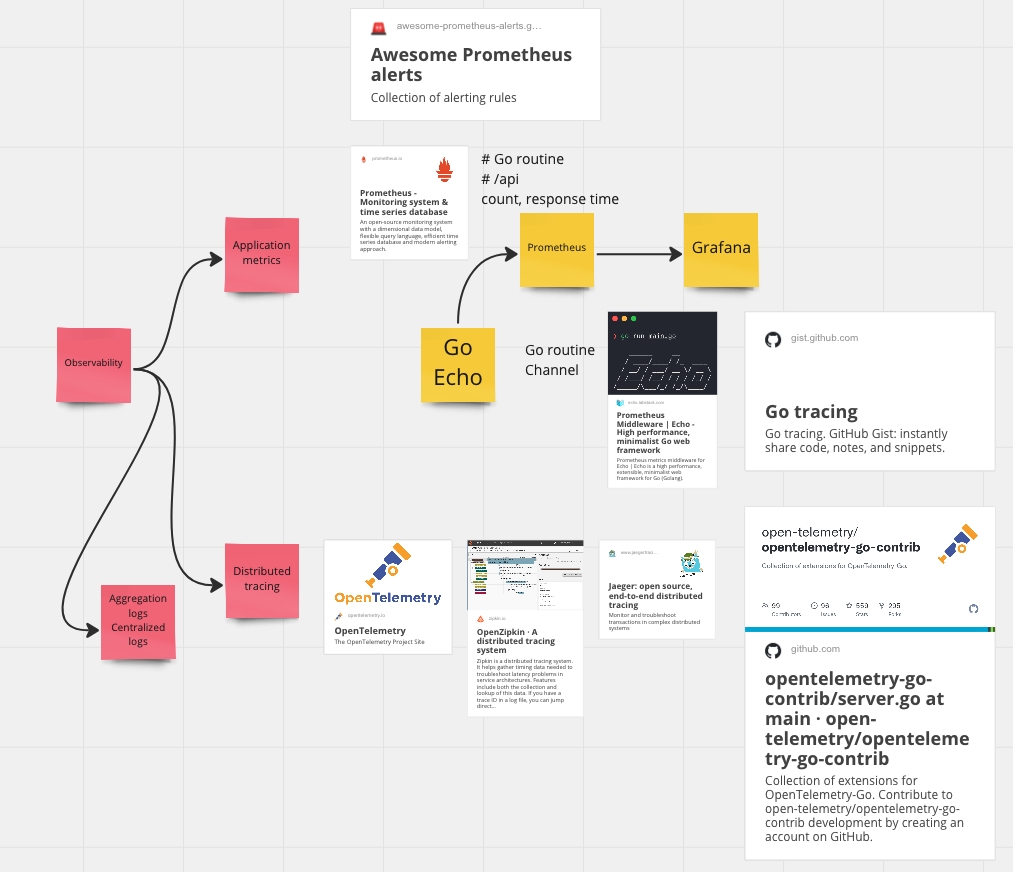 awesome-prometheus-alerts.g...
Awesome Prometheus
alerts
Collection of alerting rules
prometheus.io
Prometheus -
Monitoring system &
time series database
An open-source monitoring system
with a dimensional data model,
flexible query language, efficient time
series database and modern alerting
approach.
# Go routine
# /api
count, response time
Application
metrics
Prometheus
Grafana
Observability
Go
Echo
Go routine
Channel
go run main.go
echo.labstack.com
Prometheus
Middleware | Echo -
High performance,
minimalist Go web
framework
Prometheus metrics middleware for
Echo | Echo is a high performance,
extensible, minimalist web
framework for Go (Golang).
gist.github.com
Go tracing
Go tracing. GitHub Gist: instantly
share code, notes, and snippets.
Distributed
tracing
Aggregation
logs
Centralized
logs
OpenTelemetry
opentelemetry.io
OpenTelemetry
The OpenTelemetry Project Site
zipkin.io
OpenZipkin · A
distributed tracing
system
Zipkin is a distributed tracing system.
It helps gather timing data needed to
troubleshoot latency problems in
service architectures. Features
include both the collection and
lookup of this data. If you have a
trace ID in a log file, you can jump
direct...
www.jaegertrac...
Jaeger: open source,
end-to-end distributed
tracing
Monitor and troubleshoot
transactions in complex distributed
systems
open-telemetry/
opentelemetry-go-contrib
Collection of extensions for OpenTelemetry-Go.
99
Contributors
96
Issues
559
Stars
295
Forks
github.com
opentelemetry-go-
contrib/server.go at
main · open-
telemetry/openteleme
try-go-contrib
Collection of extensions for
OpenTelemetry-Go. Contribute to
open-telemetry/opentelemetry-go-
contrib development by creating an
account on GitHub.